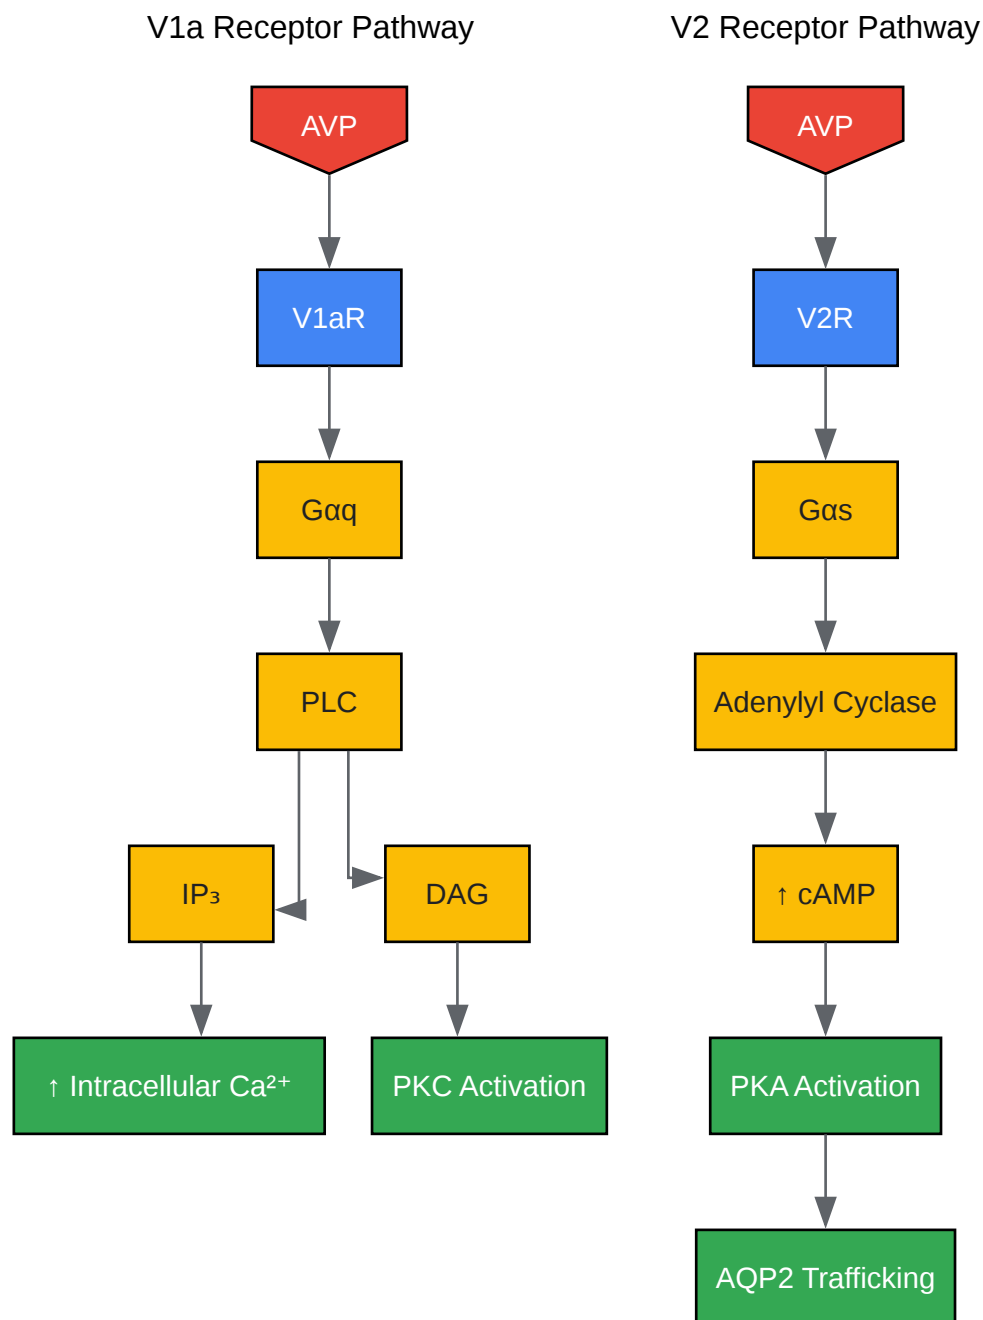 V1a Receptor Pathway
V2 Receptor Pathway
AVP
AVP
V1aR
V2R
Gαq
Gαs
PLC
Adenylyl Cyclase
IP₃
DAG
↑ cAMP
↑ Intracellular Ca²⁺
PKC Activation
PKA Activation
AQP2 Trafficking